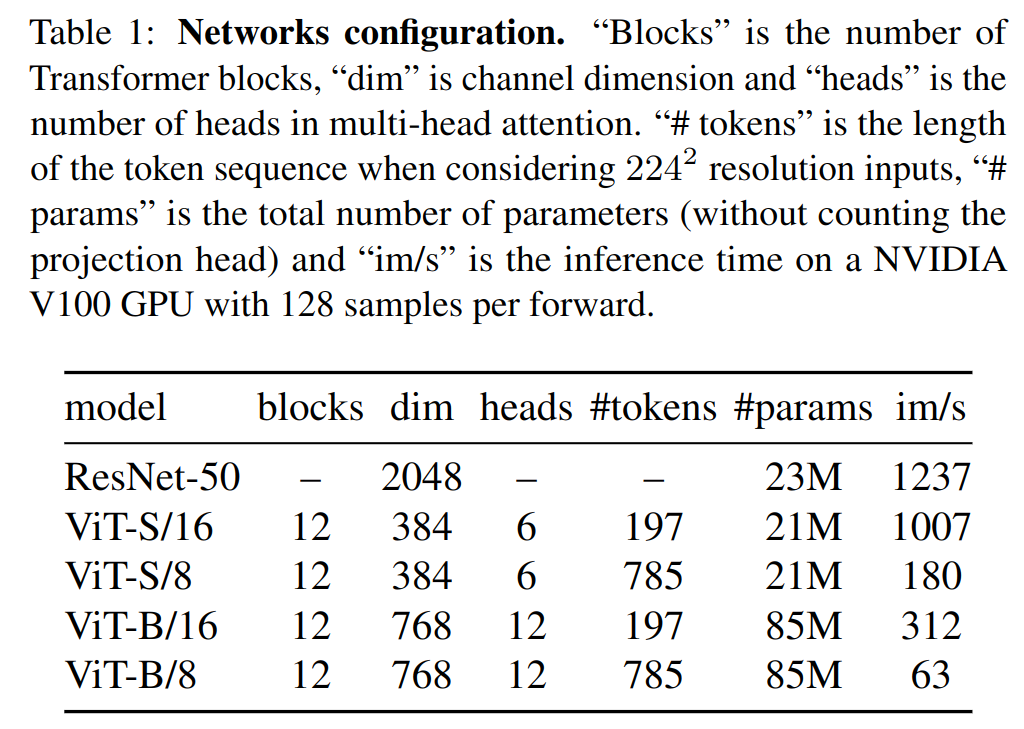 Table 1: Networks configuration. “Blocks” is the number of
Transformer blocks, “dim” is channel dimension and “heads” is the
number of heads in multi-head attention. “# tokens” is the length
of the token sequence when considering 224² resolution inputs, “#
params” is the total number of parameters (without counting the
projection head) and “im/s” is the inference time on a NVIDIA
V100 GPU with 128 samples per forward.
model blocks dim heads #tokens #params im/s
ResNet-50 – 2048 – – 23M 1237
ViT-S/16 12 384 6 197 21M 1007
ViT-S/8 12 384 6 785 21M 180
ViT-B/16 12 768 12 197 85M 312
ViT-B/8 12 768 12 785 85M 63